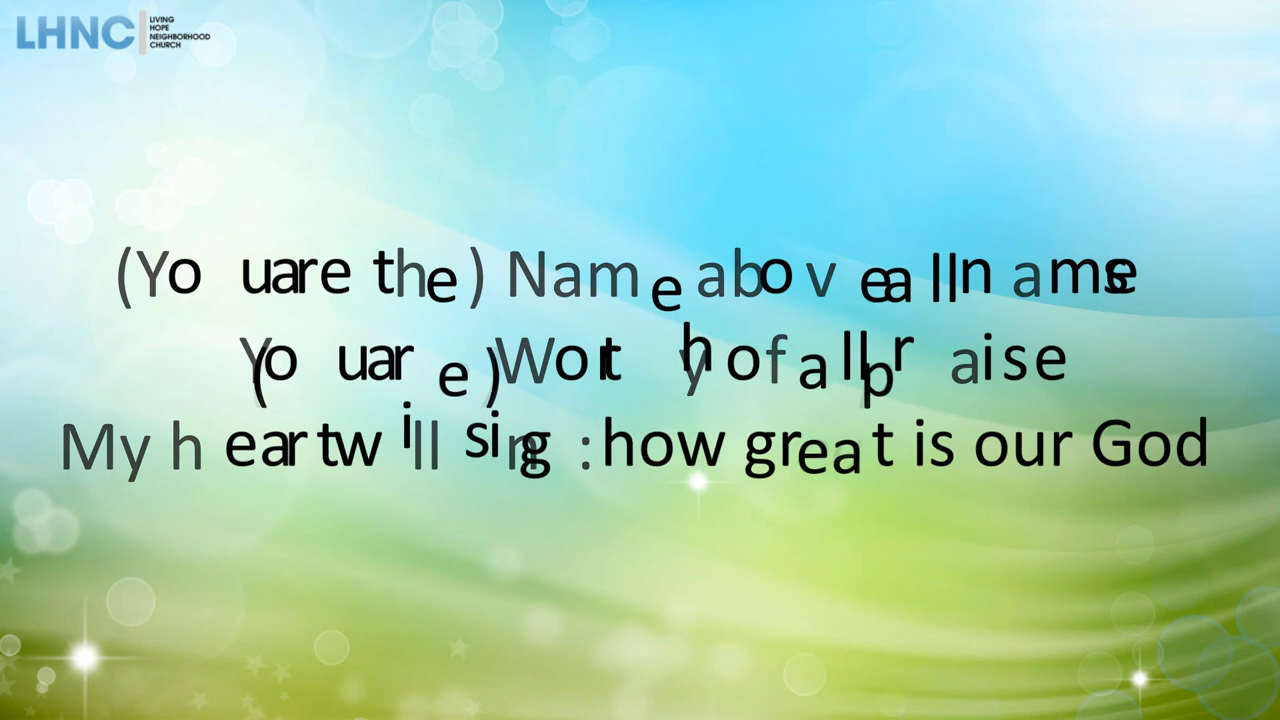 LHNC
LIVING
HOPE
NEIGHBORHOOD
CHURCH
(You are the) Name above all names
(You are) Worthy of all praise
My heart will sing: how great is our God